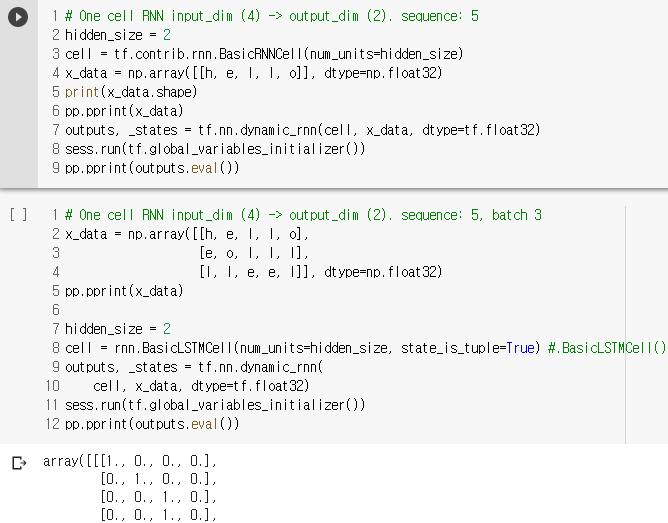 1 # One cell RNN input_dim (4) -> output_dim (2). sequence: 5
2 hidden_size = 2
3 cell = tf.contrib.rnn.BasicRNNCell(num_units=hidden_size)
4 x_data = np.array([[h, e, l, l, o]], dtype=np.float32)
5 print(x_data.shape)
6 pp.pprint(x_data)
7 outputs, _states = tf.nn.dynamic_rnn(cell, x_data, dtype=tf.float32)
8 sess.run(tf.global_variables_initializer())
9 pp.pprint(outputs.eval())
[ ] 1 # One cell RNN input_dim (4) -> output_dim (2). sequence: 5, batch 3
2 x_data = np.array([[h, e, l, l, o],
3 [e, o, l, l, l],
4 [l, l, e, e, l]], dtype=np.float32)
5 pp.pprint(x_data)
6
7 hidden_size = 2
8 cell = rnn.BasicLSTMCell(num_units=hidden_size, state_is_tuple=True) #.BasicLSTMCell()
9 outputs, _states = tf.nn.dynamic_rnn(
10 cell, x_data, dtype=tf.float32)
11 sess.run(tf.global_variables_initializer())
12 pp.pprint(outputs.eval())
array([[[1., 0., 0., 0.],
[0., 1., 0., 0.],
[0., 0., 1., 0.],
[0., 0., 1., 0.],